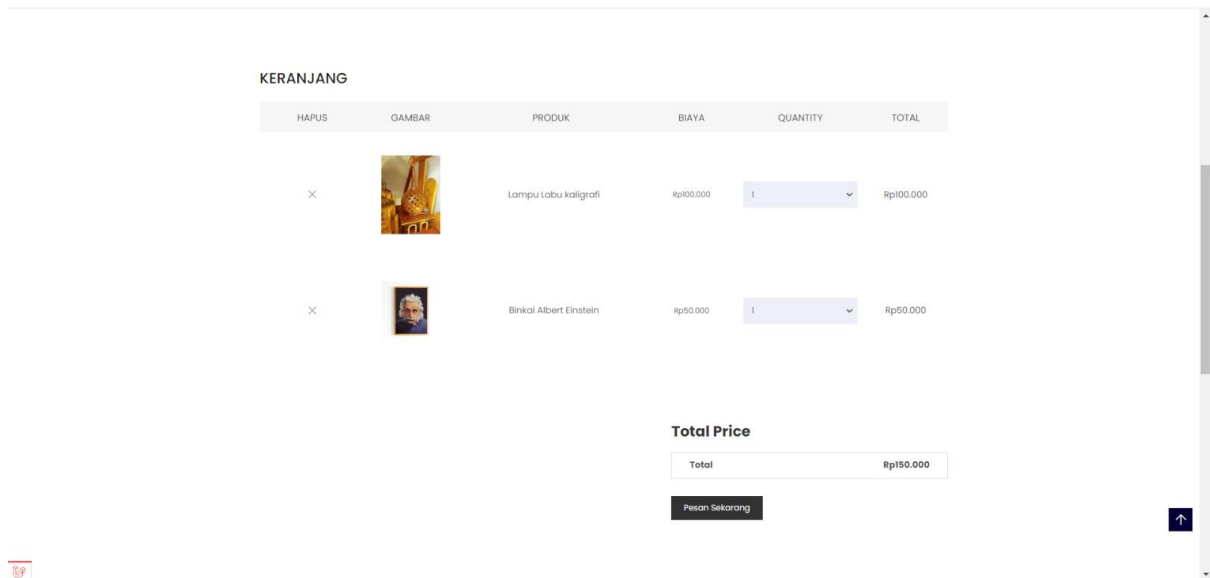 KERANJANG
HAPUS GAMBAR PRODUK BIAYA QUANTITY TOTAL
Lampu Labu kaligrafi Rp100.000 1 Rp100.000
Binkai Albert Einstein Rp50.000 1 Rp50.000
Total Price
Total Rp150.000
Pesan Sekarang